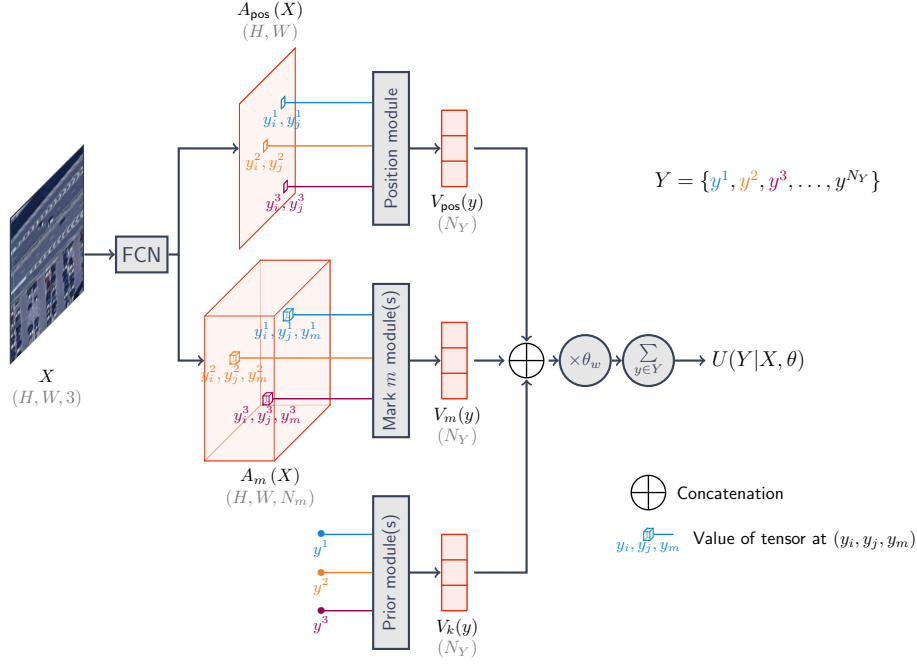 A_pos (X)
(H, W)
y_i^1, y_j^1
y_i^2, y_j^2
y_i^3, y_j^3
Position module
V_pos(y)
(N_Y)
Y = {y^1, y^2, y^3, . . . , y^{N_Y}}
FCN
X
(H, W, 3)
y_i^1, y_j^1, y_m^1
y_i^2, y_j^2, y_m^2
y_i^3, y_j^3, y_m^3
A_m (X)
(H, W, N_m)
Mark m module(s)
V_m(y)
(N_Y)
×θ_w
∑
y∈Y
U(Y|X, θ)
y^1
y^2
y^3
Prior module(s)
V_k(y)
(N_Y)
Concatenation
y_i, y_j, y_m
Value of tensor at (y_i, y_j, y_m)